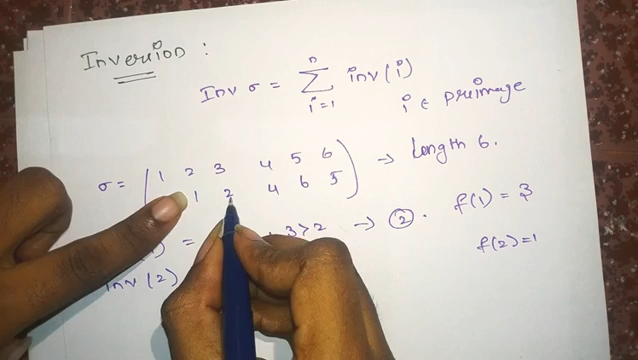 Inversion :
Inv σ = n ∑ i=1 inv(i)
i ∈ preimage
σ = ( 1 2 3 4 5 6 ) → Length 6.
1 2 4 6 5
) = , 3>2 → ② . f(1) = 3
Inv (2) f(2) = 1